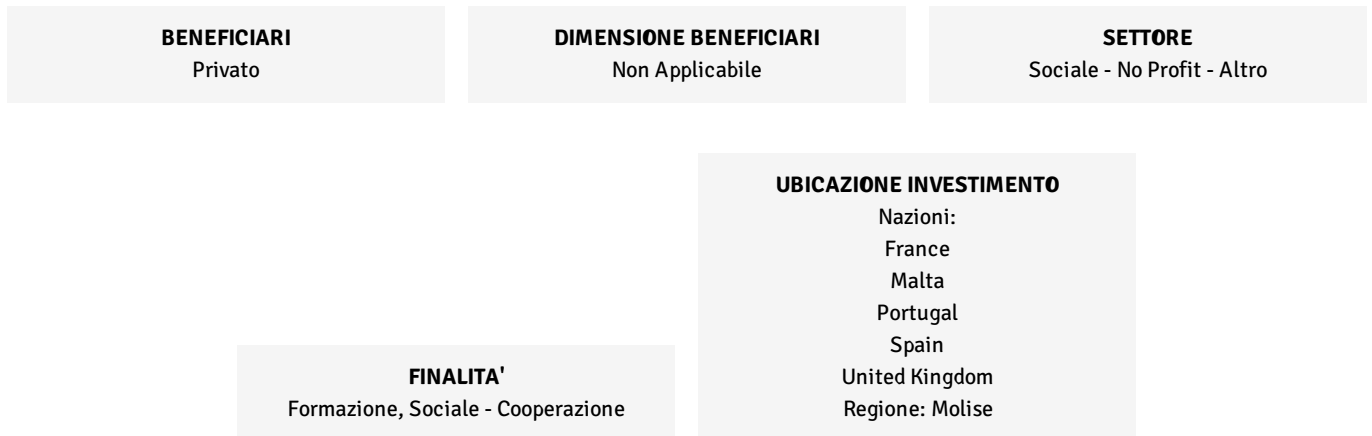 BENEFICIARI
Privato
DIMENSIONE BENEFICIARI
Non Applicabile
SETTORE
Sociale - No Profit - Altro
FINALITA'
Formazione, Sociale - Cooperazione
UBICAZIONE INVESTIMENTO
Nazioni:
France
Malta
Portugal
Spain
United Kingdom
Regione: Molise